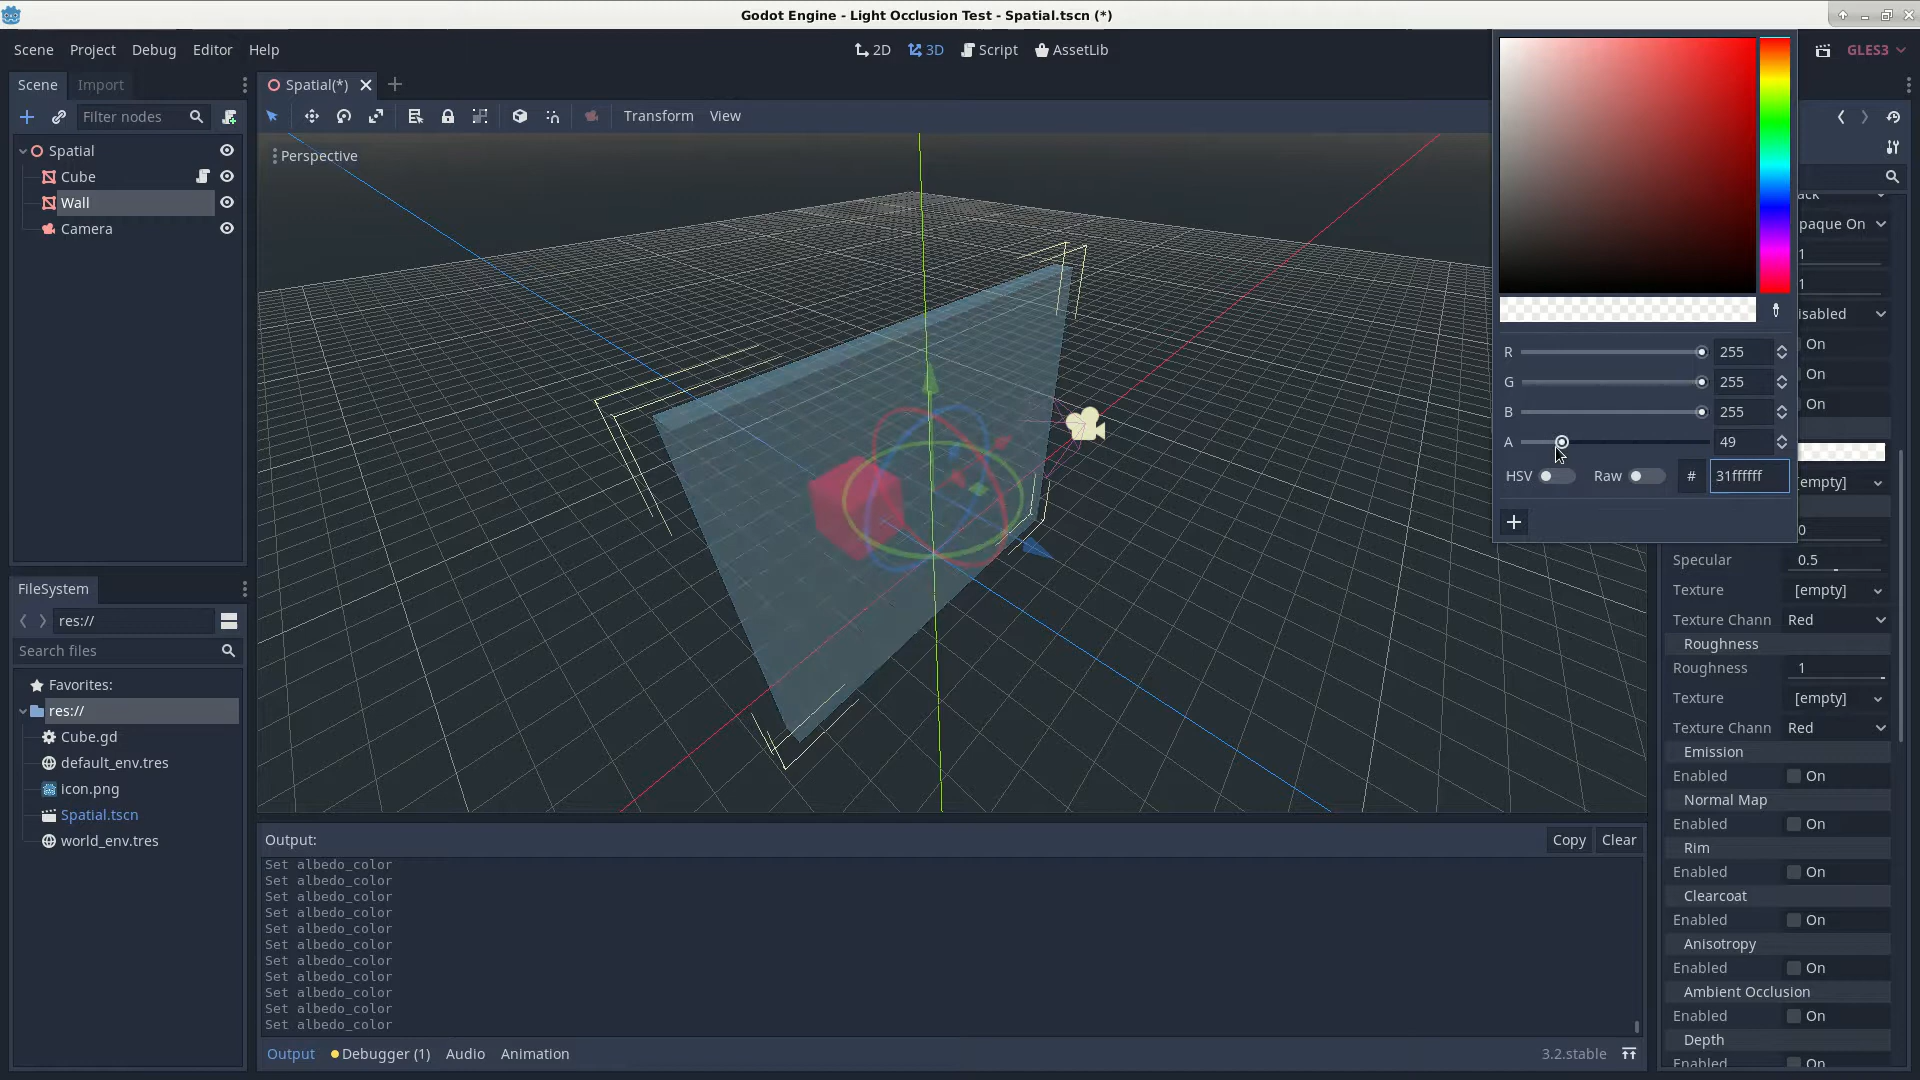 Godot Engine - Light Occlusion Test - Spatial.tscn (*)
Scene Project Debug Editor Help
2D 3D Script AssetLib
GLES3
Scene Import
Spatial(*)
Filter nodes
Transform View
Perspective
Spatial
Cube
Wall
Camera
R 255
G 255
B 255
A 49
HSV Raw # 31ffffff
paque On
1
1
isabled
On
On
On
[empty]
0
Specular 0.5
Texture [empty]
Texture Chann Red
Roughness
Roughness 1
Texture [empty]
Texture Chann Red
Emission
Enabled On
Normal Map
Enabled On
Rim
Enabled On
Clearcoat
Enabled On
Anisotropy
Enabled On
Ambient Occlusion
Enabled On
Depth
Enabled On
FileSystem
res://
Search files
Favorites:
res://
Cube.gd
default_env.tres
icon.png
Spatial.tscn
world_env.tres
Output:
Copy Clear
Set albedo_color
Set albedo_color
Set albedo_color
Set albedo_color
Set albedo_color
Set albedo_color
Set albedo_color
Set albedo_color
Set albedo_color
Set albedo_color
Set albedo_color
Output Debugger (1) Audio Animation
3.2.stable